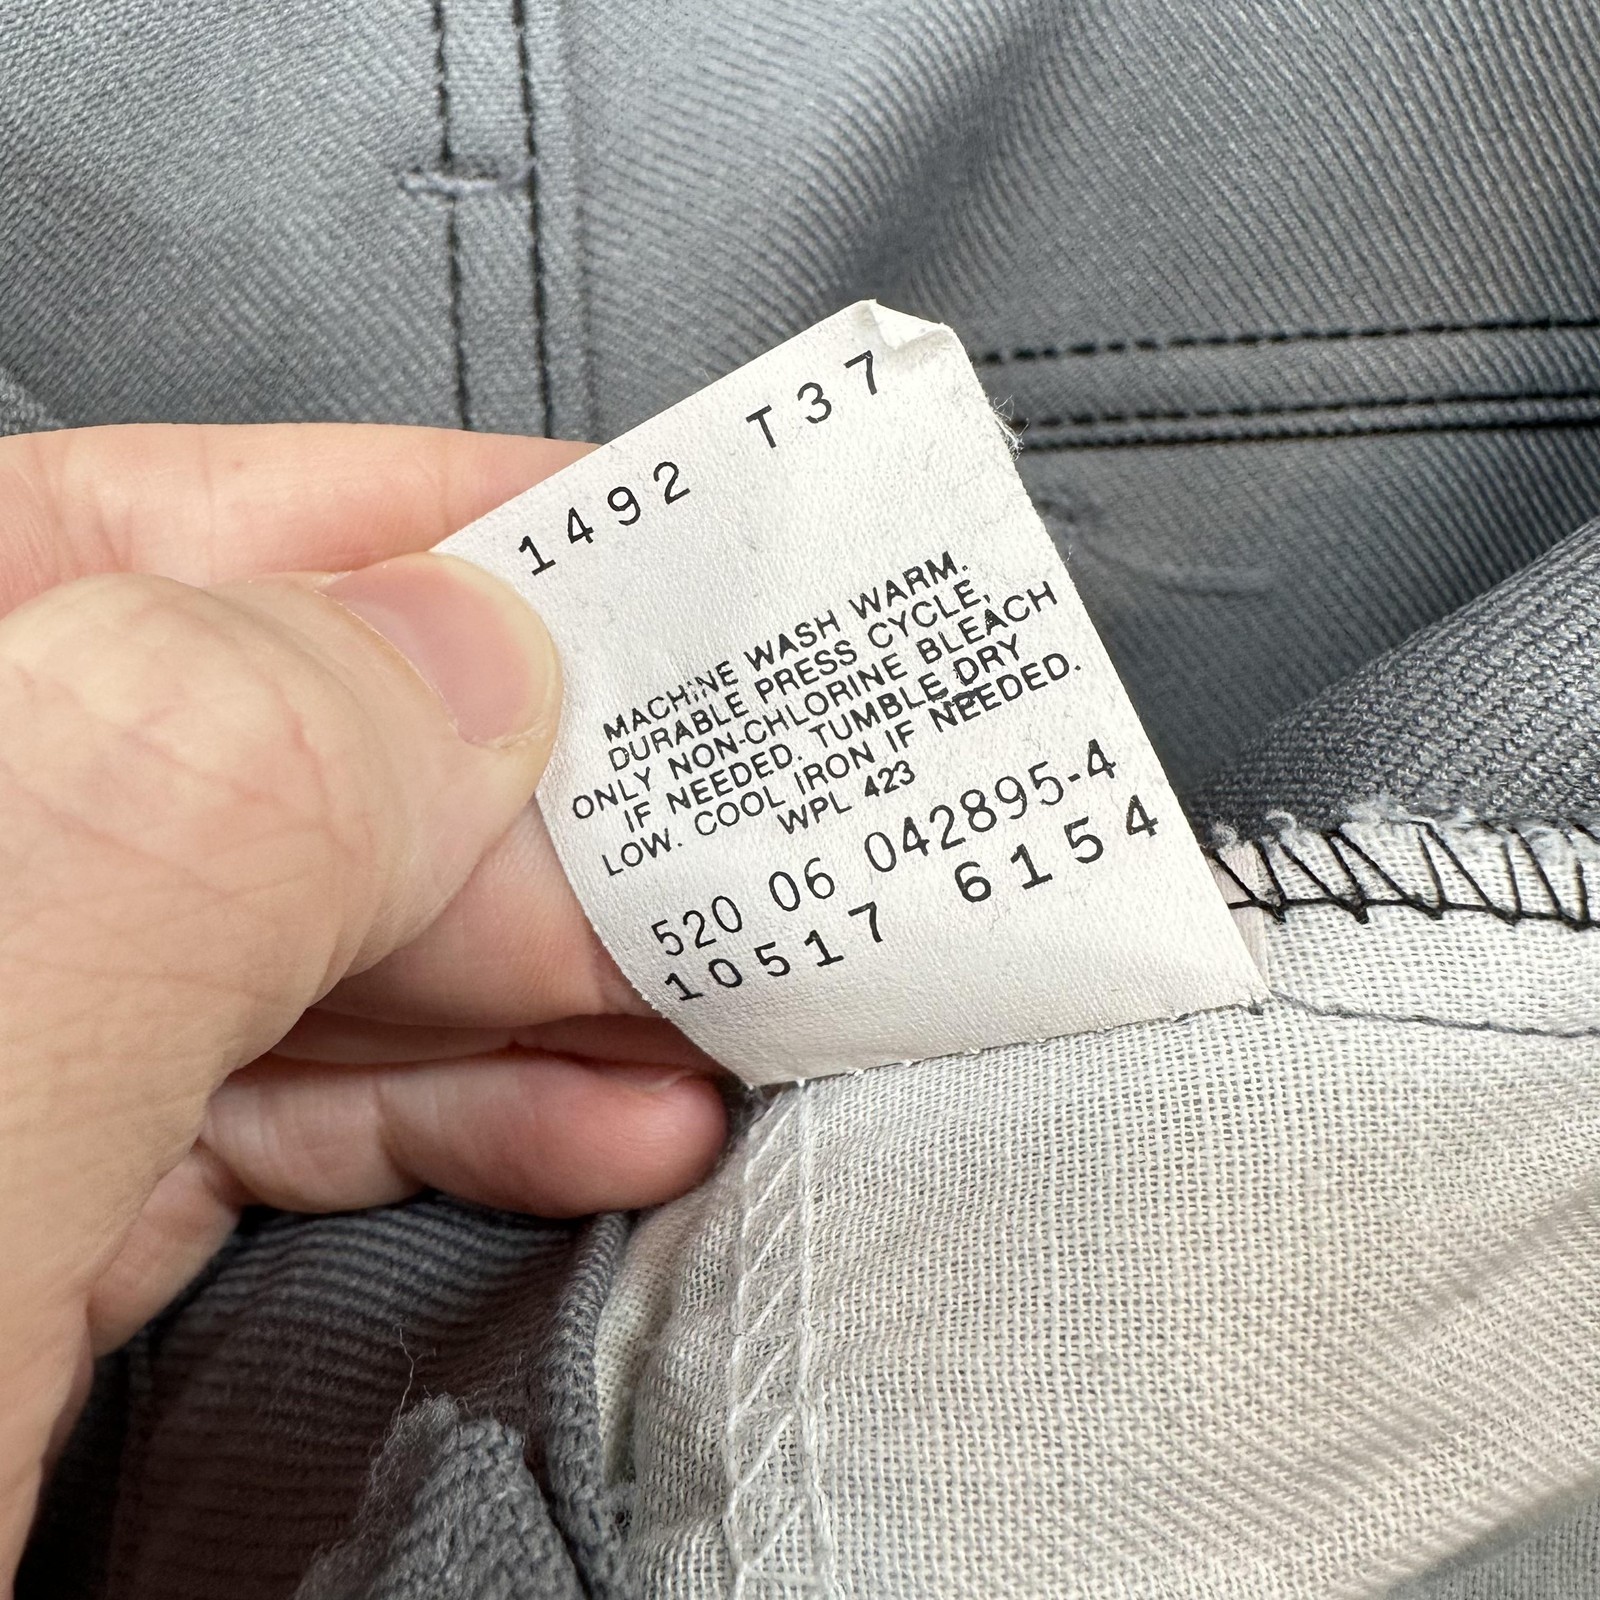 1492 T37
MACHINE WASH WARM.
DURABLE PRESS CYCLE,
ONLY NON-CHLORINE BLEACH
IF NEEDED. TUMBLE DRY
LOW. COOL IRON IF NEEDED.
WPL 423
520 06 042895-4
10517 6154